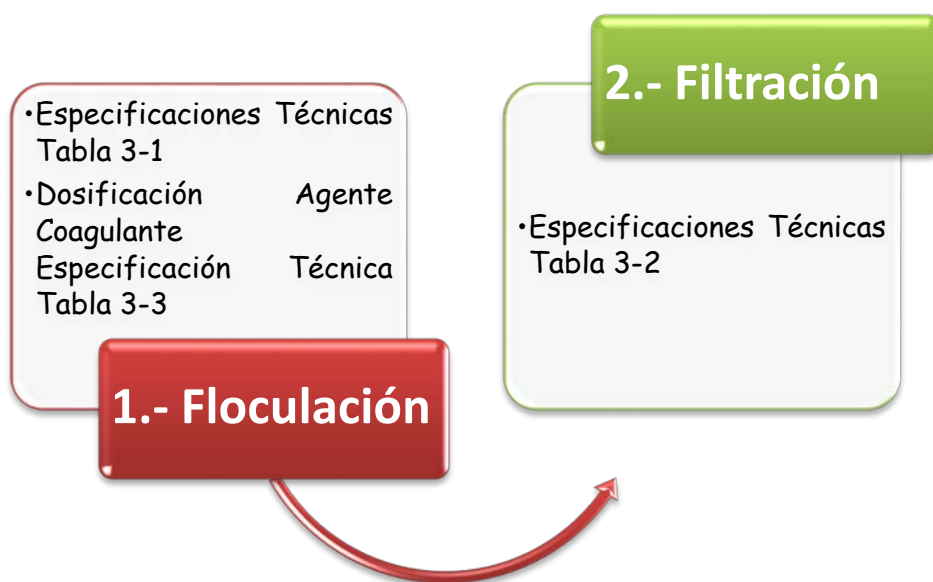 •Especificaciones Técnicas
Tabla 3-1
•Dosificación Agente
Coagulante
Especificación Técnica
Tabla 3-3
1.- Floculación
2.- Filtración
•Especificaciones Técnicas
Tabla 3-2